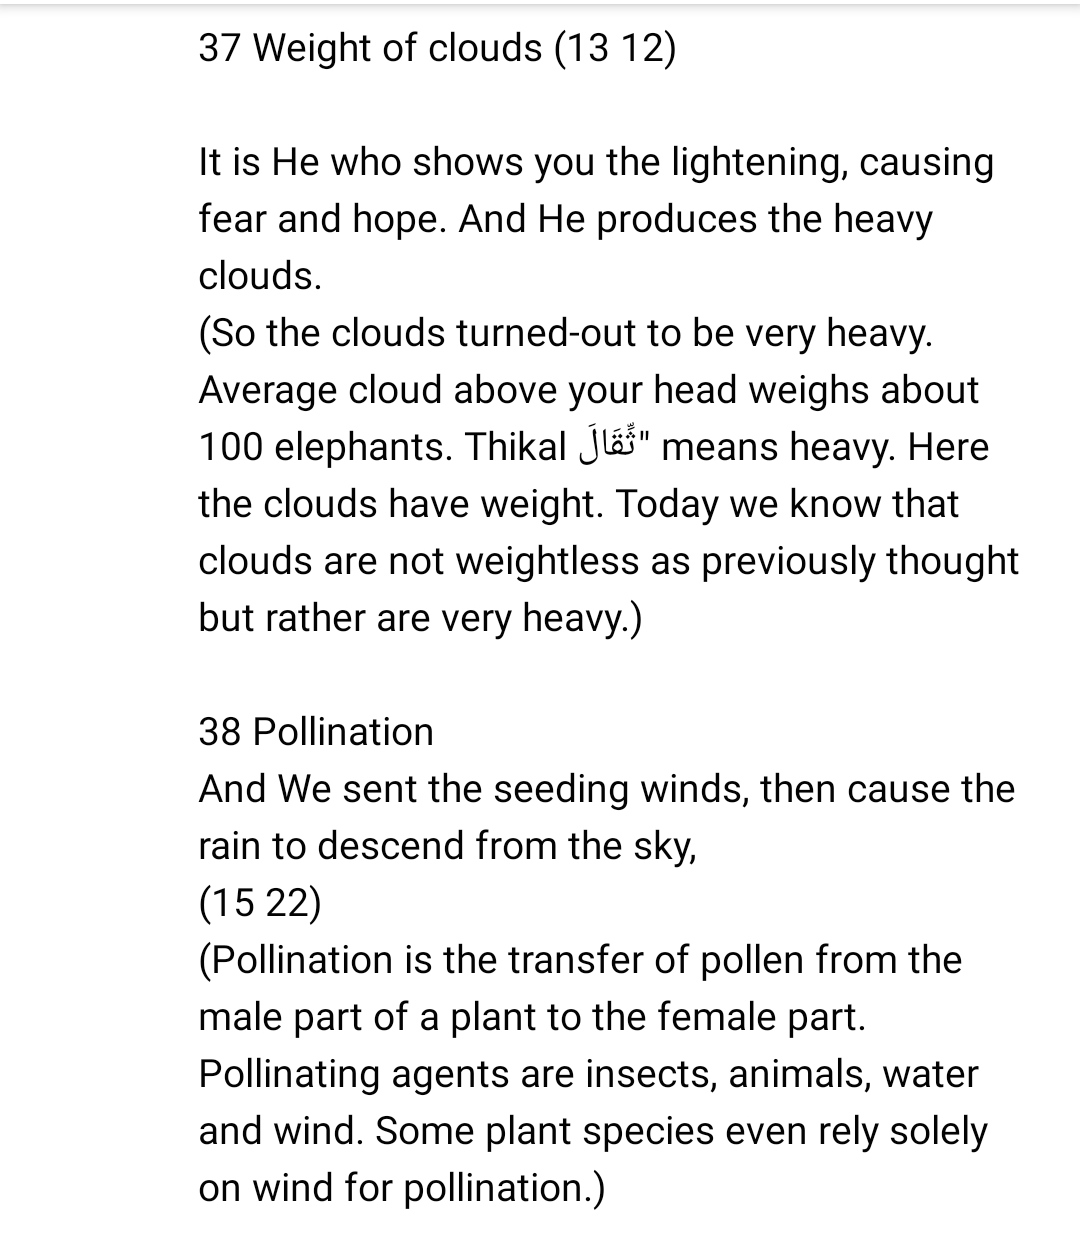 37 Weight of clouds (13 12)
It is He who shows you the lightening, causing
fear and hope. And He produces the heavy
clouds.
(So the clouds turned-out to be very heavy.
Average cloud above your head weighs about
100 elephants. Thikal ثِّقَالَ" means heavy. Here
the clouds have weight. Today we know that
clouds are not weightless as previously thought
but rather are very heavy.)
38 Pollination
And We sent the seeding winds, then cause the
rain to descend from the sky,
(15 22)
(Pollination is the transfer of pollen from the
male part of a plant to the female part.
Pollinating agents are insects, animals, water
and wind. Some plant species even rely solely
on wind for pollination.)